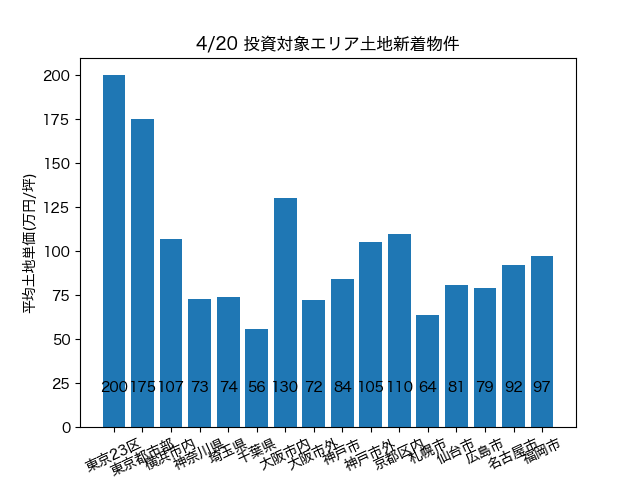 4/20 投資対象エリア土地新着物件
平均土地単価(万円/坪)
200
175
150
125
100
75
50
25
0
200 175 107 73 74 56 130 72 84 105 110 64 81 79 92 97
東京23区
東京都市部
横浜市内
神奈川県
埼玉県
千葉県
大阪市内
大阪市外
神戸市
神戸市外
京都区内
札幌市
仙台市
広島市
名古屋市
福岡市